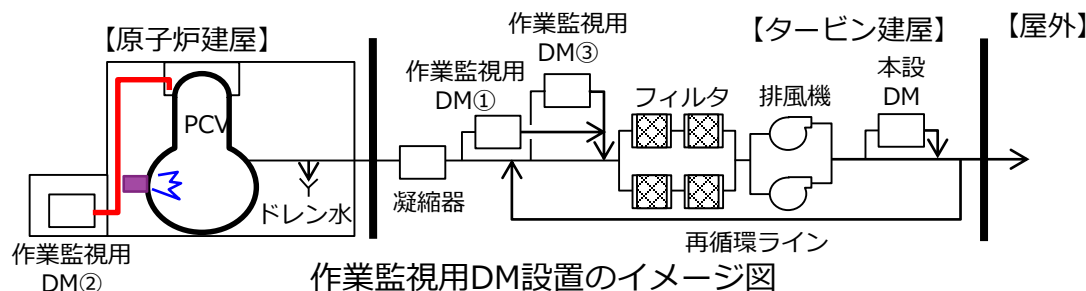 【原子炉建屋】
作業監視用
DM③
【タービン建屋】
【屋外】
作業監視用
DM①
フィルタ
排風機
本設
DM
PCV
ドレン水
凝縮器
再循環ライン
作業監視用
DM②
作業監視用DM設置のイメージ図